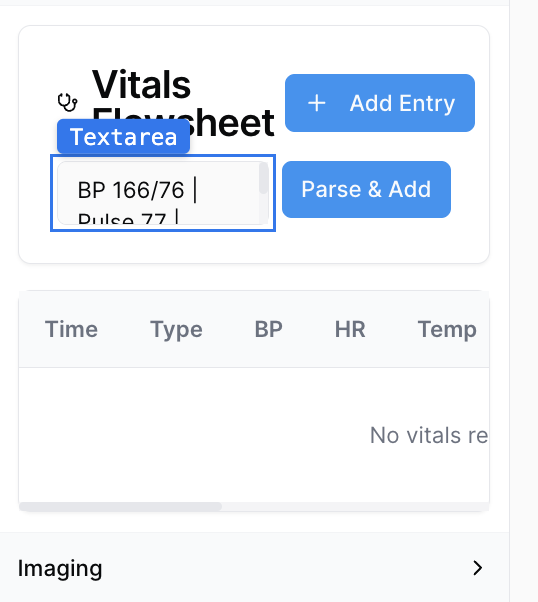 Vitals
Flowsheet
Add Entry
Textarea
BP 166/76 |
Pulse 77 |
Parse & Add
Time Type BP HR Temp
No vitals re
Imaging